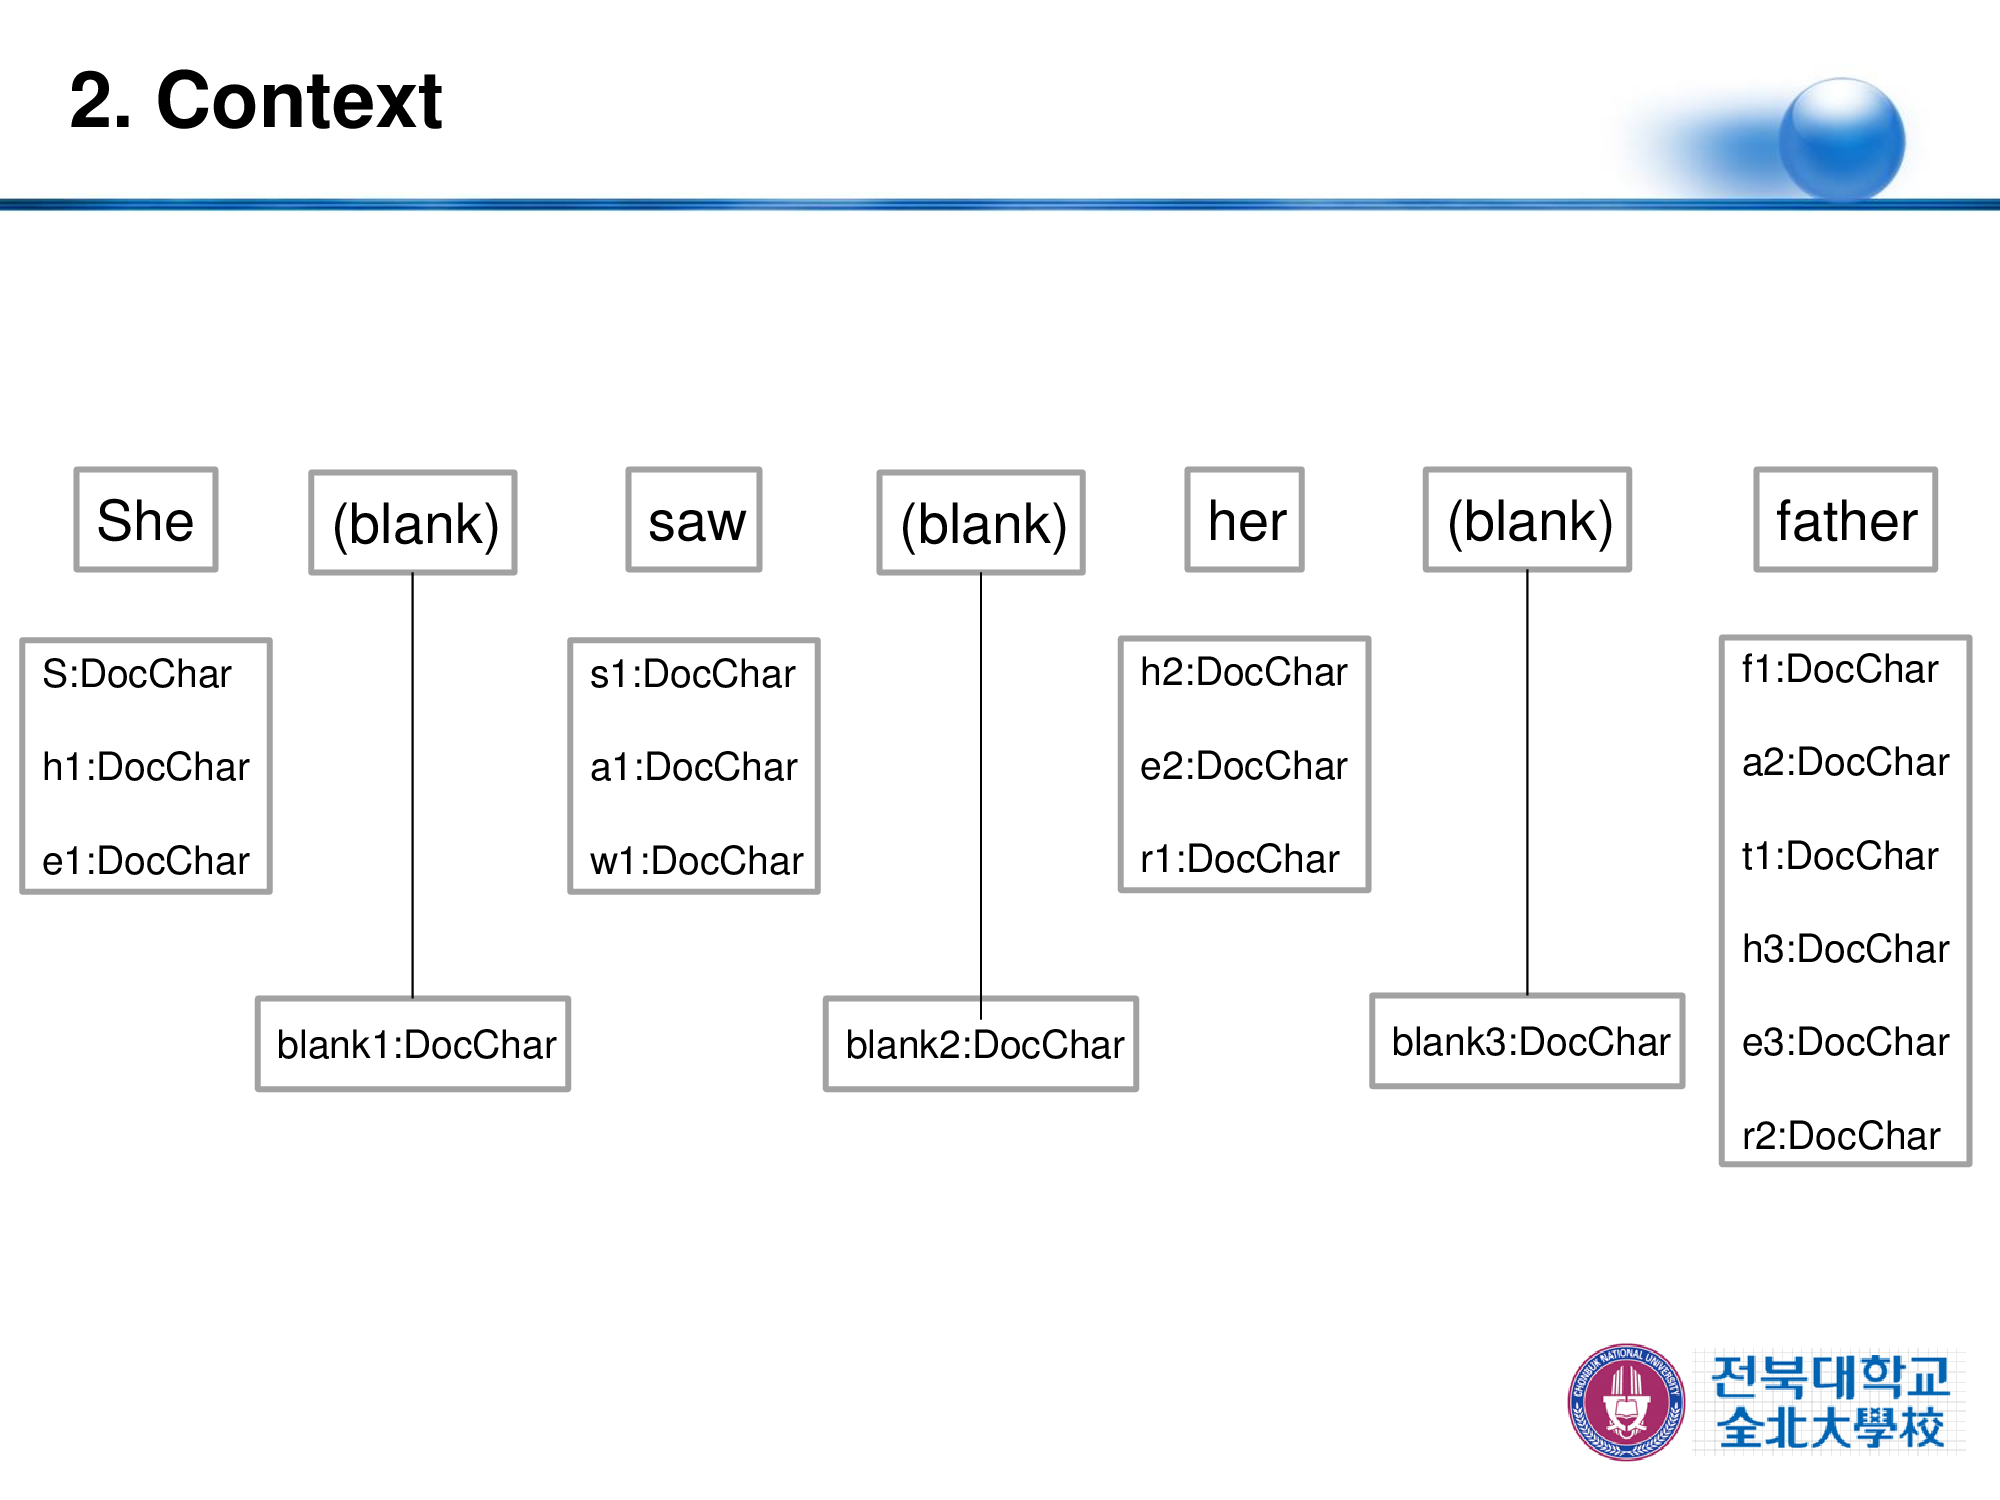 2. Context
She
(blank)
saw
(blank)
her
(blank)
father
S:DocChar
h1:DocChar
e1:DocChar
blank1:DocChar
s1:DocChar
a1:DocChar
w1:DocChar
blank2:DocChar
h2:DocChar
e2:DocChar
r1:DocChar
blank3:DocChar
f1:DocChar
a2:DocChar
t1:DocChar
h3:DocChar
e3:DocChar
r2:DocChar
CHONBUK NATIONAL UNIVERSITY
전북대학교
全北大學校